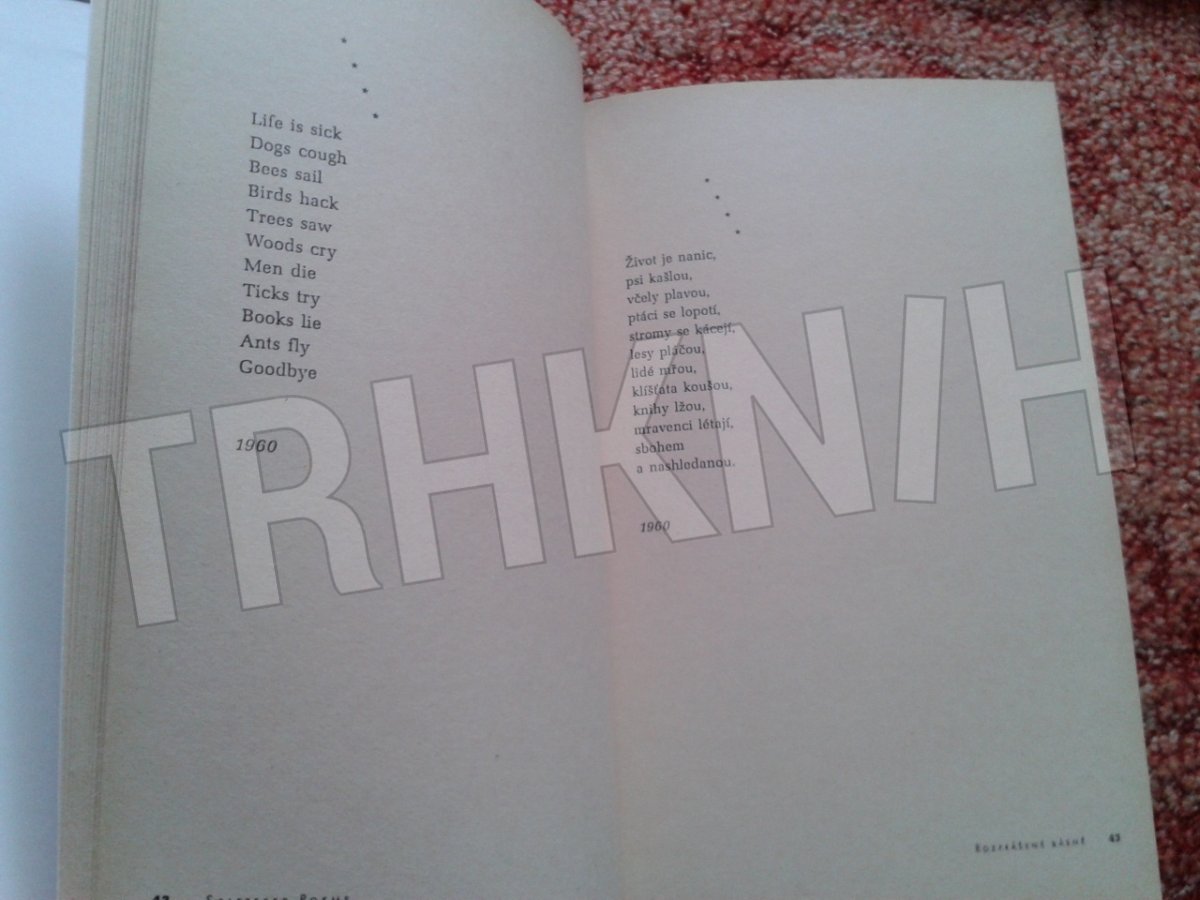 Life is sick
Dogs cough
Bees sail
Birds hack
Trees saw
Woods cry
Men die
Ticks try
Books lie
Ants fly
Goodbye
1960
42
Život je nanic,
psi kašlou,
včely plavou,
ptáci se lopotí,
stromy se kácejí,
lesy pláčou,
lidé mřou,
klíšťata koušou,
knihy lžou,
mravenci létají,
sbohem
a nashledanou.
1960
43
TRHKNIH